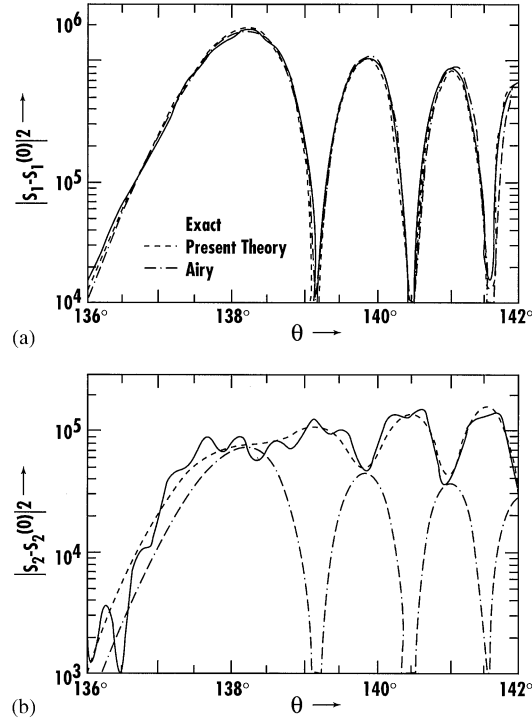 10⁶
10⁵
10⁴
|S₁-S₁(0)|² →
Exact
Present Theory
Airy
136° 138° 140° 142°
θ →
(a)
10⁵
10⁴
10³
|S₂-S₂(0)|² →
136° 138° 140° 142°
θ →
(b)